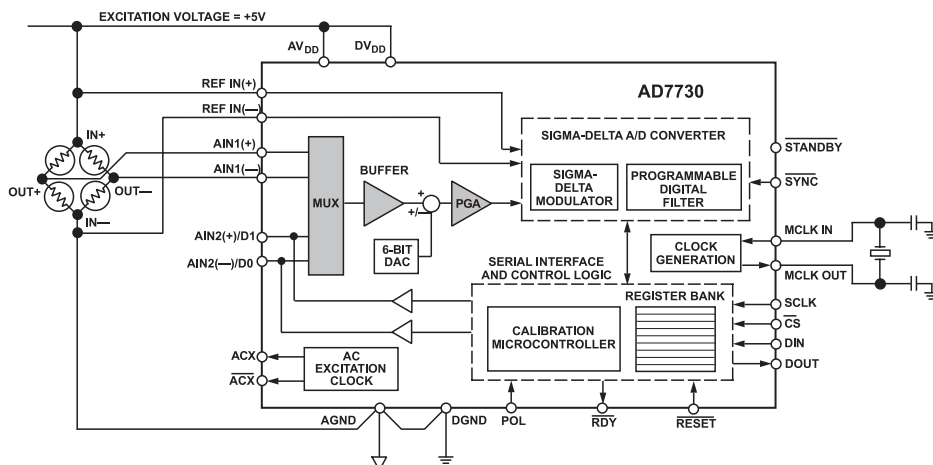 EXCITATION VOLTAGE = +5V
AVDD
DVDD
REF IN(+)
AD7730
REF IN(—)
IN+
SIGMA-DELTA A/D CONVERTER
STANDBY
AIN1(+)
BUFFER
AIN1(—)
SIGMA-
DELTA
MODULATOR
PROGRAMMABLE
DIGITAL
FILTER
SYNC
OUT+
OUT—
MUX
+
+/—
PGA
IN—
MCLK IN
AIN2(+)/D1
6-BIT
DAC
CLOCK
GENERATION
AIN2(—)/D0
SERIAL INTERFACE
AND CONTROL LOGIC
MCLK OUT
REGISTER BANK
SCLK
CS
CALIBRATION
MICROCONTROLLER
DIN
ACX
AC
EXCITATION
CLOCK
DOUT
ACX
AGND
DGND
POL
RDY
RESET